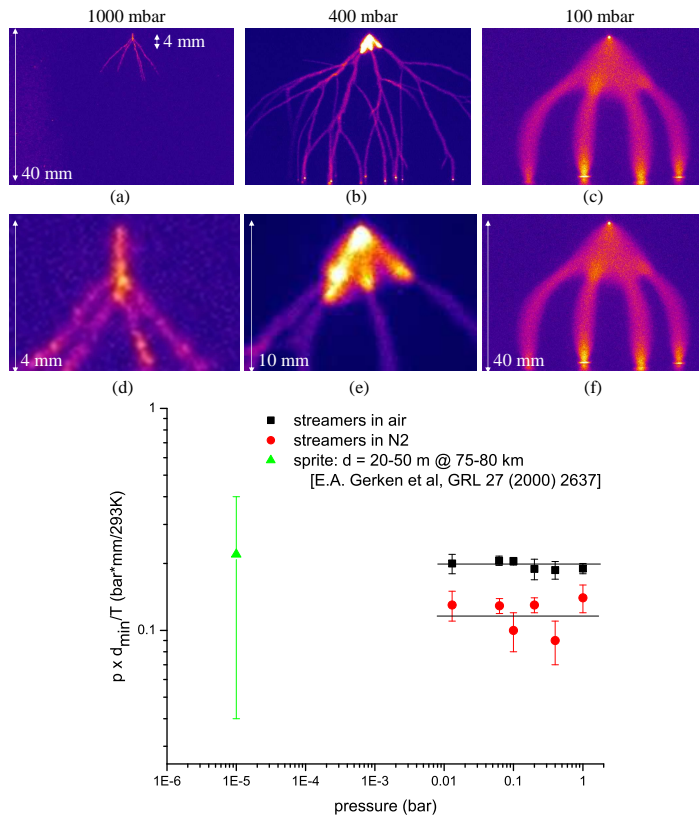 1000 mbar
400 mbar
100 mbar
4 mm
40 mm
(a)
(b)
(c)
4 mm
10 mm
40 mm
(d)
(e)
(f)
1
0.1
p x d_min/T (bar*mm/293K)
streamers in air
streamers in N2
sprite: d = 20-50 m @ 75-80 km
[E.A. Gerken et al, GRL 27 (2000) 2637]
1E-6
1E-5
1E-4
1E-3
0.01
0.1
1
pressure (bar)